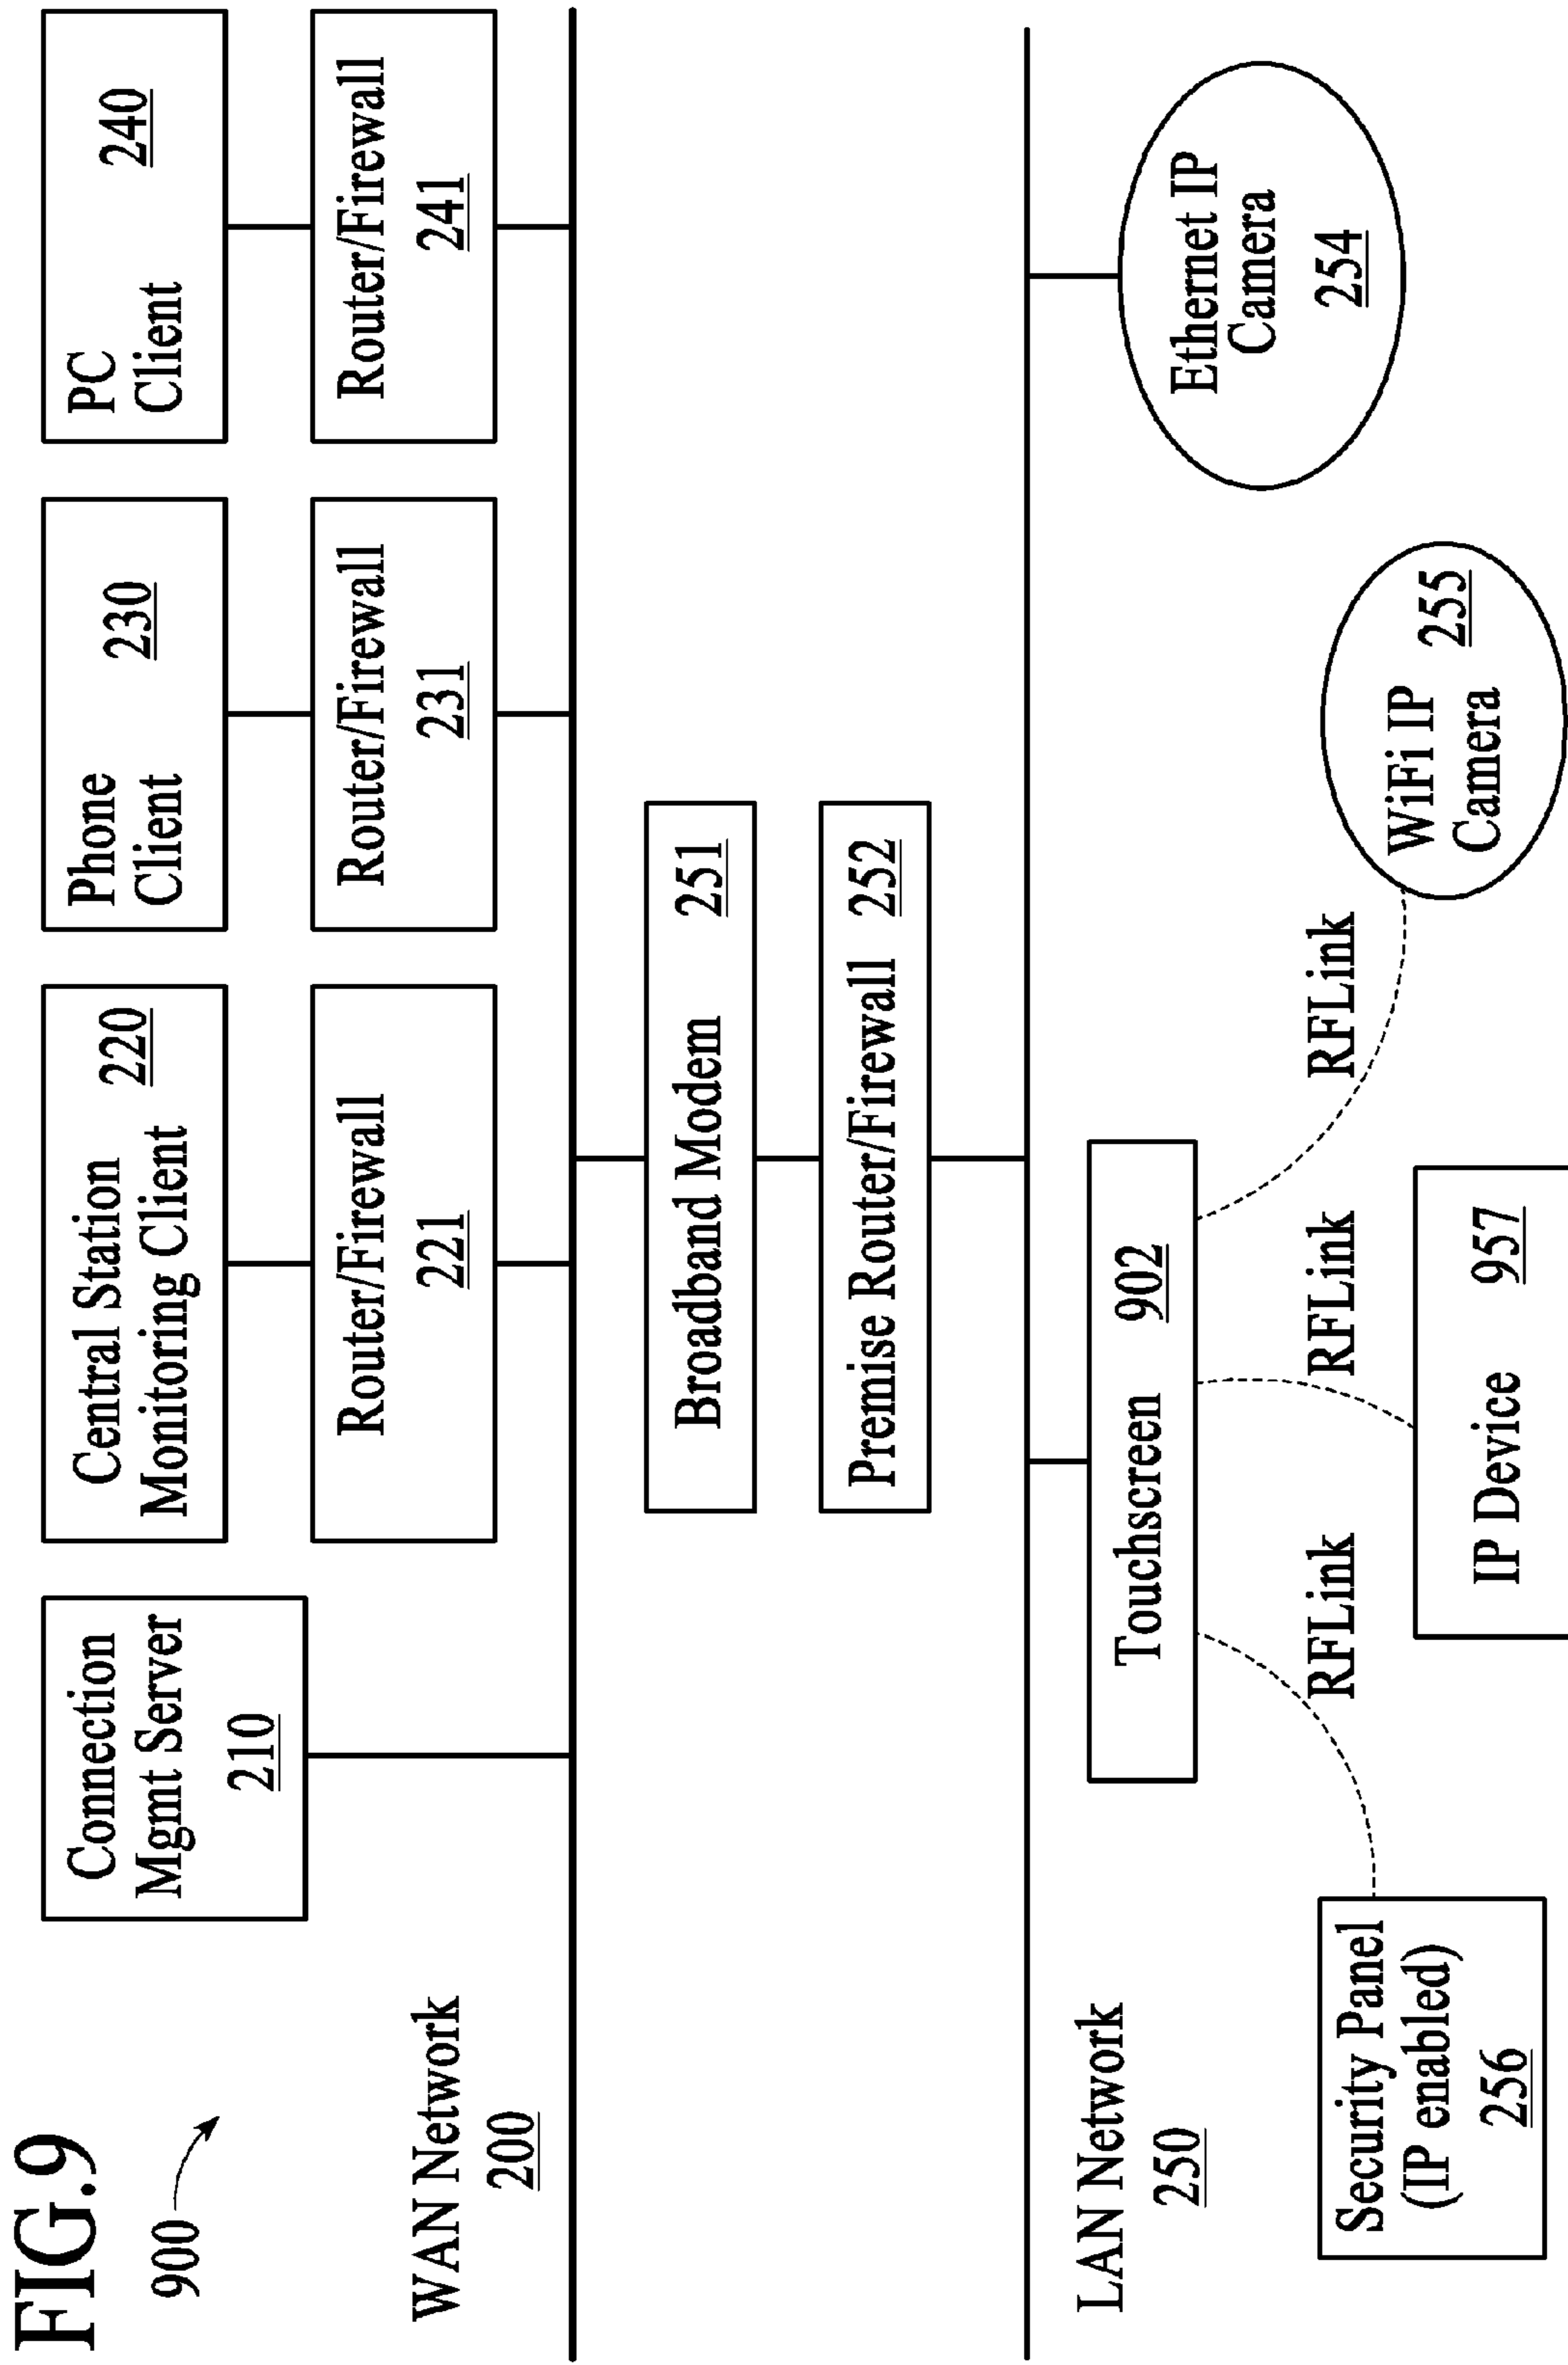 FIG.9
900
Connection
Mgmt Server
210
Central Station
Monitoring Client
220
Phone
Client
230
PC
Client
240
Router/Firewall
221
Router/Firewall
231
Router/Firewall
241
WAN Network
200
Broadband Modem 251
Premise Router/Firewall 252
LAN Network
250
Touchscreen 902
Ethernet IP
Camera
254
RFLink
RFLink
RFLink
Security Panel
(IP enabled)
256
IP Device 957
WiFi IP
Camera
255